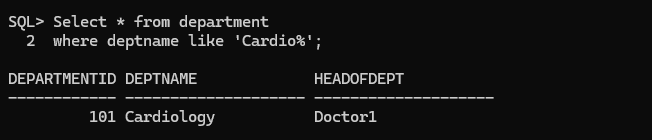 SQL> Select * from department
  2  where deptname like 'Cardio%';
DEPARTMENTID DEPTNAME             HEADOFDEPT
------------ -------------------- --------------------
         101 Cardiology           Doctor1